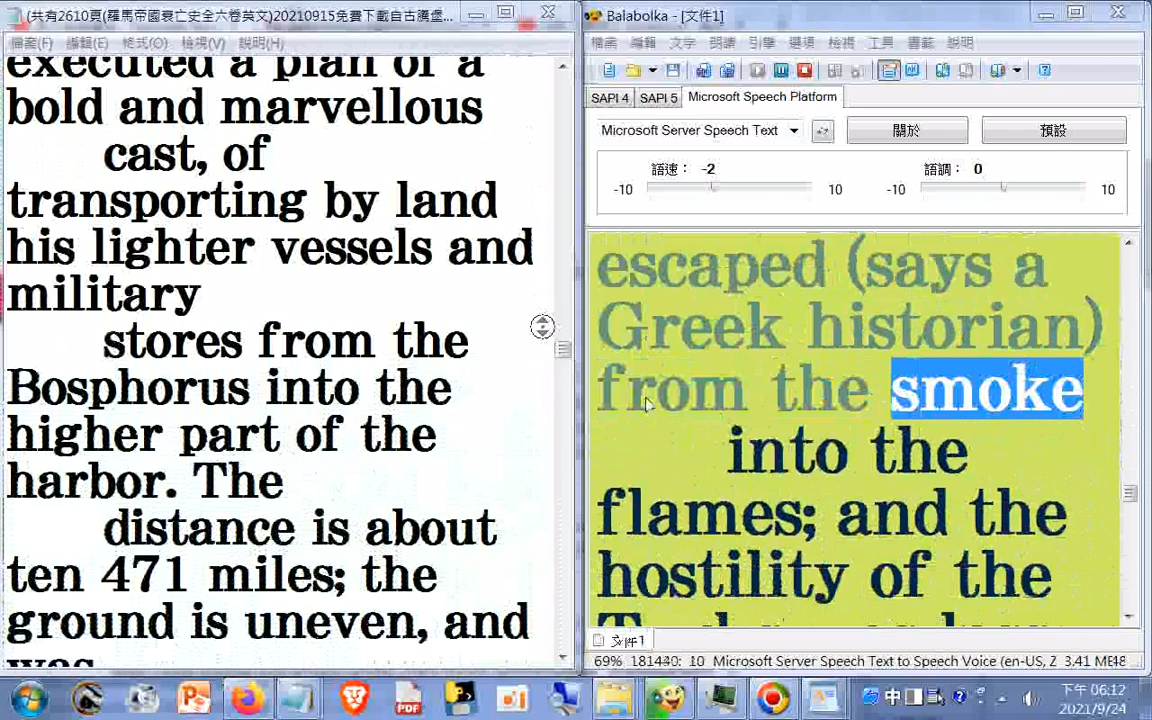 (共有2610頁(羅馬帝國衰亡史全六卷英文)20210915免費下載自古騰堡...
檔案(F) 編輯(E) 格式(O) 檢視(V) 說明(H)
executed a plan of a
bold and marvellous
cast, of
transporting by land
his lighter vessels and
military
stores from the
Bosphorus into the
higher part of the
harbor. The
distance is about
ten 471 miles; the
ground is uneven, and
was
Balabolka - [文件1]
檔案 編輯 文字 朗讀 引擎 選項 檢視 工具 書籤 說明
SAPI 4 SAPI 5 Microsoft Speech Platform
Microsoft Server Speech Text 關於 預設
語速: -2 語調: 0
-10 10 -10 10
escaped (says a
Greek historian)
from the smoke
into the
flames; and the
hostility of the
文件1
69% 181440: 10 Microsoft Server Speech Text to Speech Voice (en-US, Z 3.41 ME48
PDF
中
下午 06:12
2021/9/24